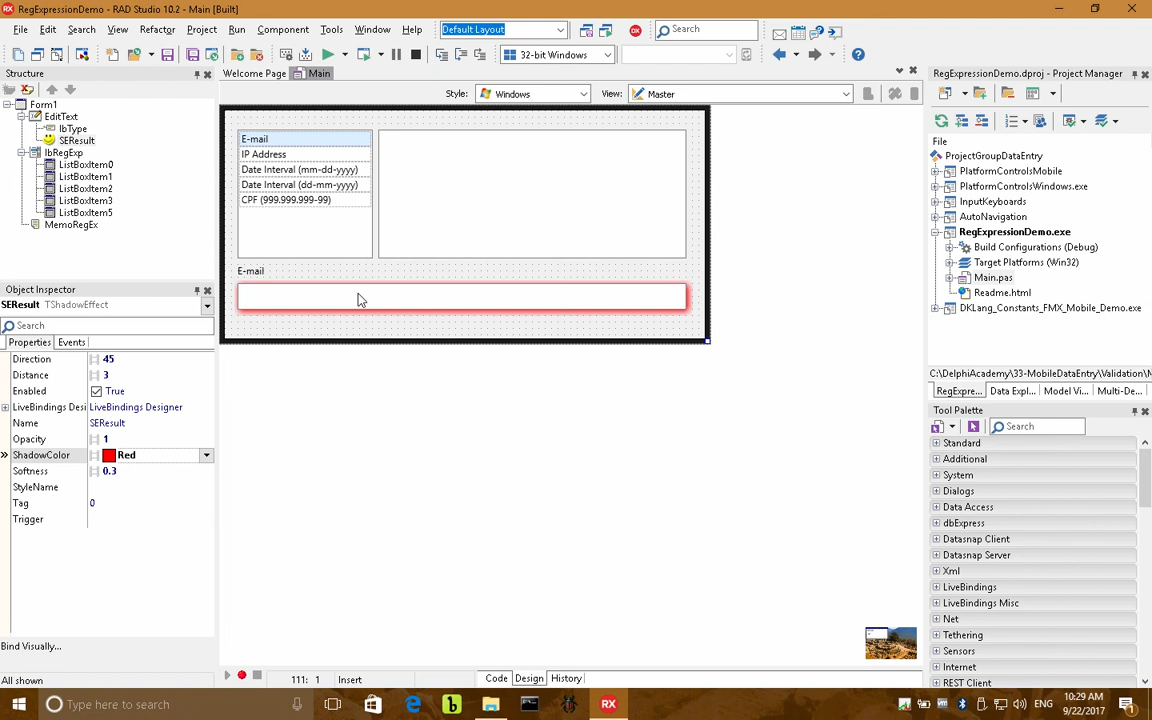 RegExpressionDemo - RAD Studio 10.2 - Main [Built]
File Edit Search View Refactor Project Run Component Tools Window Help
Default Layout
Search
32-bit Windows
Structure
Form1
EditText
lbType
SEResult
lbRegExp
ListBoxItem0
ListBoxItem1
ListBoxItem2
ListBoxItem3
ListBoxItem5
MemoRegEx
Object Inspector
SEResult TShadowEffect
Search
Properties Events
Direction 45
Distance 3
Enabled True
LiveBindings Desi LiveBindings Designer
Name SEResult
Opacity 1
ShadowColor Red
Softness 0.3
StyleName
Tag 0
Trigger
Bind Visually...
All shown
Welcome Page Main
Style: Windows View: Master
E-mail
IP Address
Date Interval (mm-dd-yyyy)
Date Interval (dd-mm-yyyy)
CPF (999.999.999-99)
E-mail
111: 1 Insert Code Design History
RegExpressionDemo.dproj - Project Manager
File
ProjectGroupDataEntry
PlatformControlsMobile
PlatformControlsWindows.exe
InputKeyboards
AutoNavigation
RegExpressionDemo.exe
Build Configurations (Debug)
Target Platforms (Win32)
Main.pas
Readme.html
DKLang_Constants_FMX_Mobile_Demo.exe
C:\DelphiAcademy\33-MobileDataEntry\Validation\M
RegExpre... Data Expl... Model Vi... Multi-De...
Tool Palette
Search
Standard
Additional
System
Dialogs
Data Access
dbExpress
Datasnap Client
Datasnap Server
Xml
LiveBindings
LiveBindings Misc
Net
Tethering
Sensors
Internet
REST Client
Type here to search
ENG
10:29 AM
9/22/2017